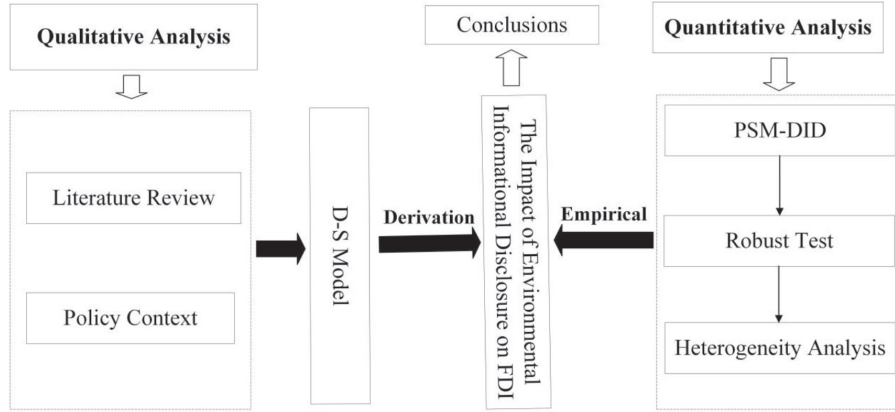 Qualitative Analysis
Conclusions
Quantitative Analysis
Literature Review
Policy Context
D-S Model
Derivation
The Impact of Environmental
Informational Disclosure on FDI
Empirical
PSM-DID
Robust Test
Heterogeneity Analysis